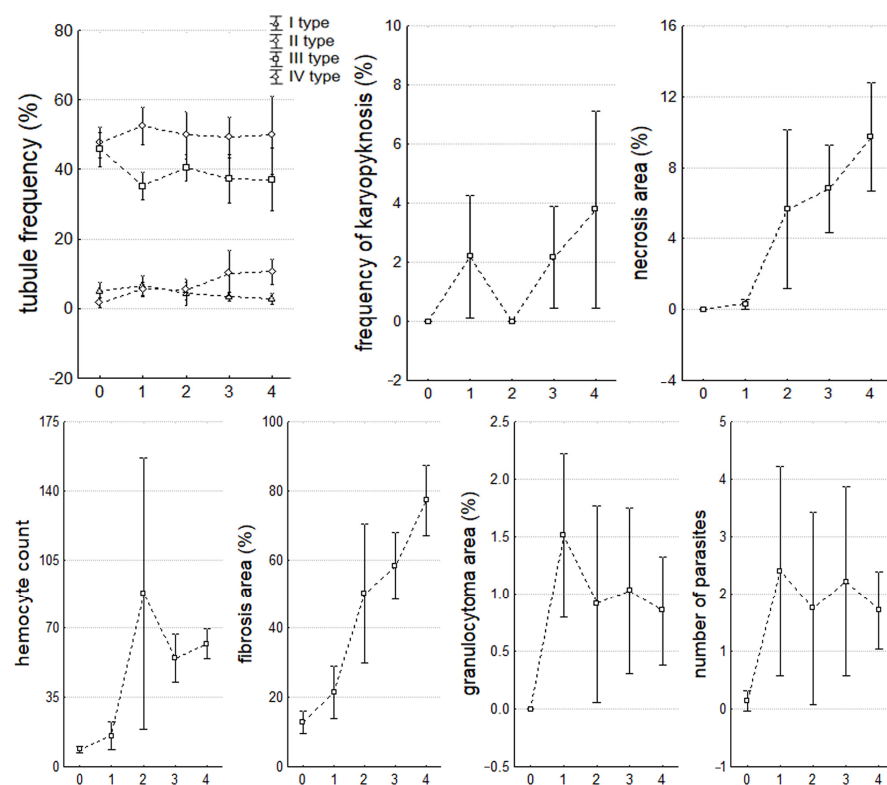 I type
II type
III type
IV type
tubule frequency (%)
80
60
40
20
0
−20
0 1 2 3 4
frequency of karyopyknosis (%)
10
8
6
4
2
0
−2
0 1 2 3 4
necrosis area (%)
16
12
8
4
0
−4
0 1 2 3 4
hemocyte count
175
140
105
70
35
0
0 1 2 3 4
fibrosis area (%)
100
80
60
40
20
0
0 1 2 3 4
granulocytoma area (%)
2.5
2.0
1.5
1.0
0.5
0.0
−0.5
0 1 2 3 4
number of parasites
5
4
3
2
1
0
−1
0 1 2 3 4